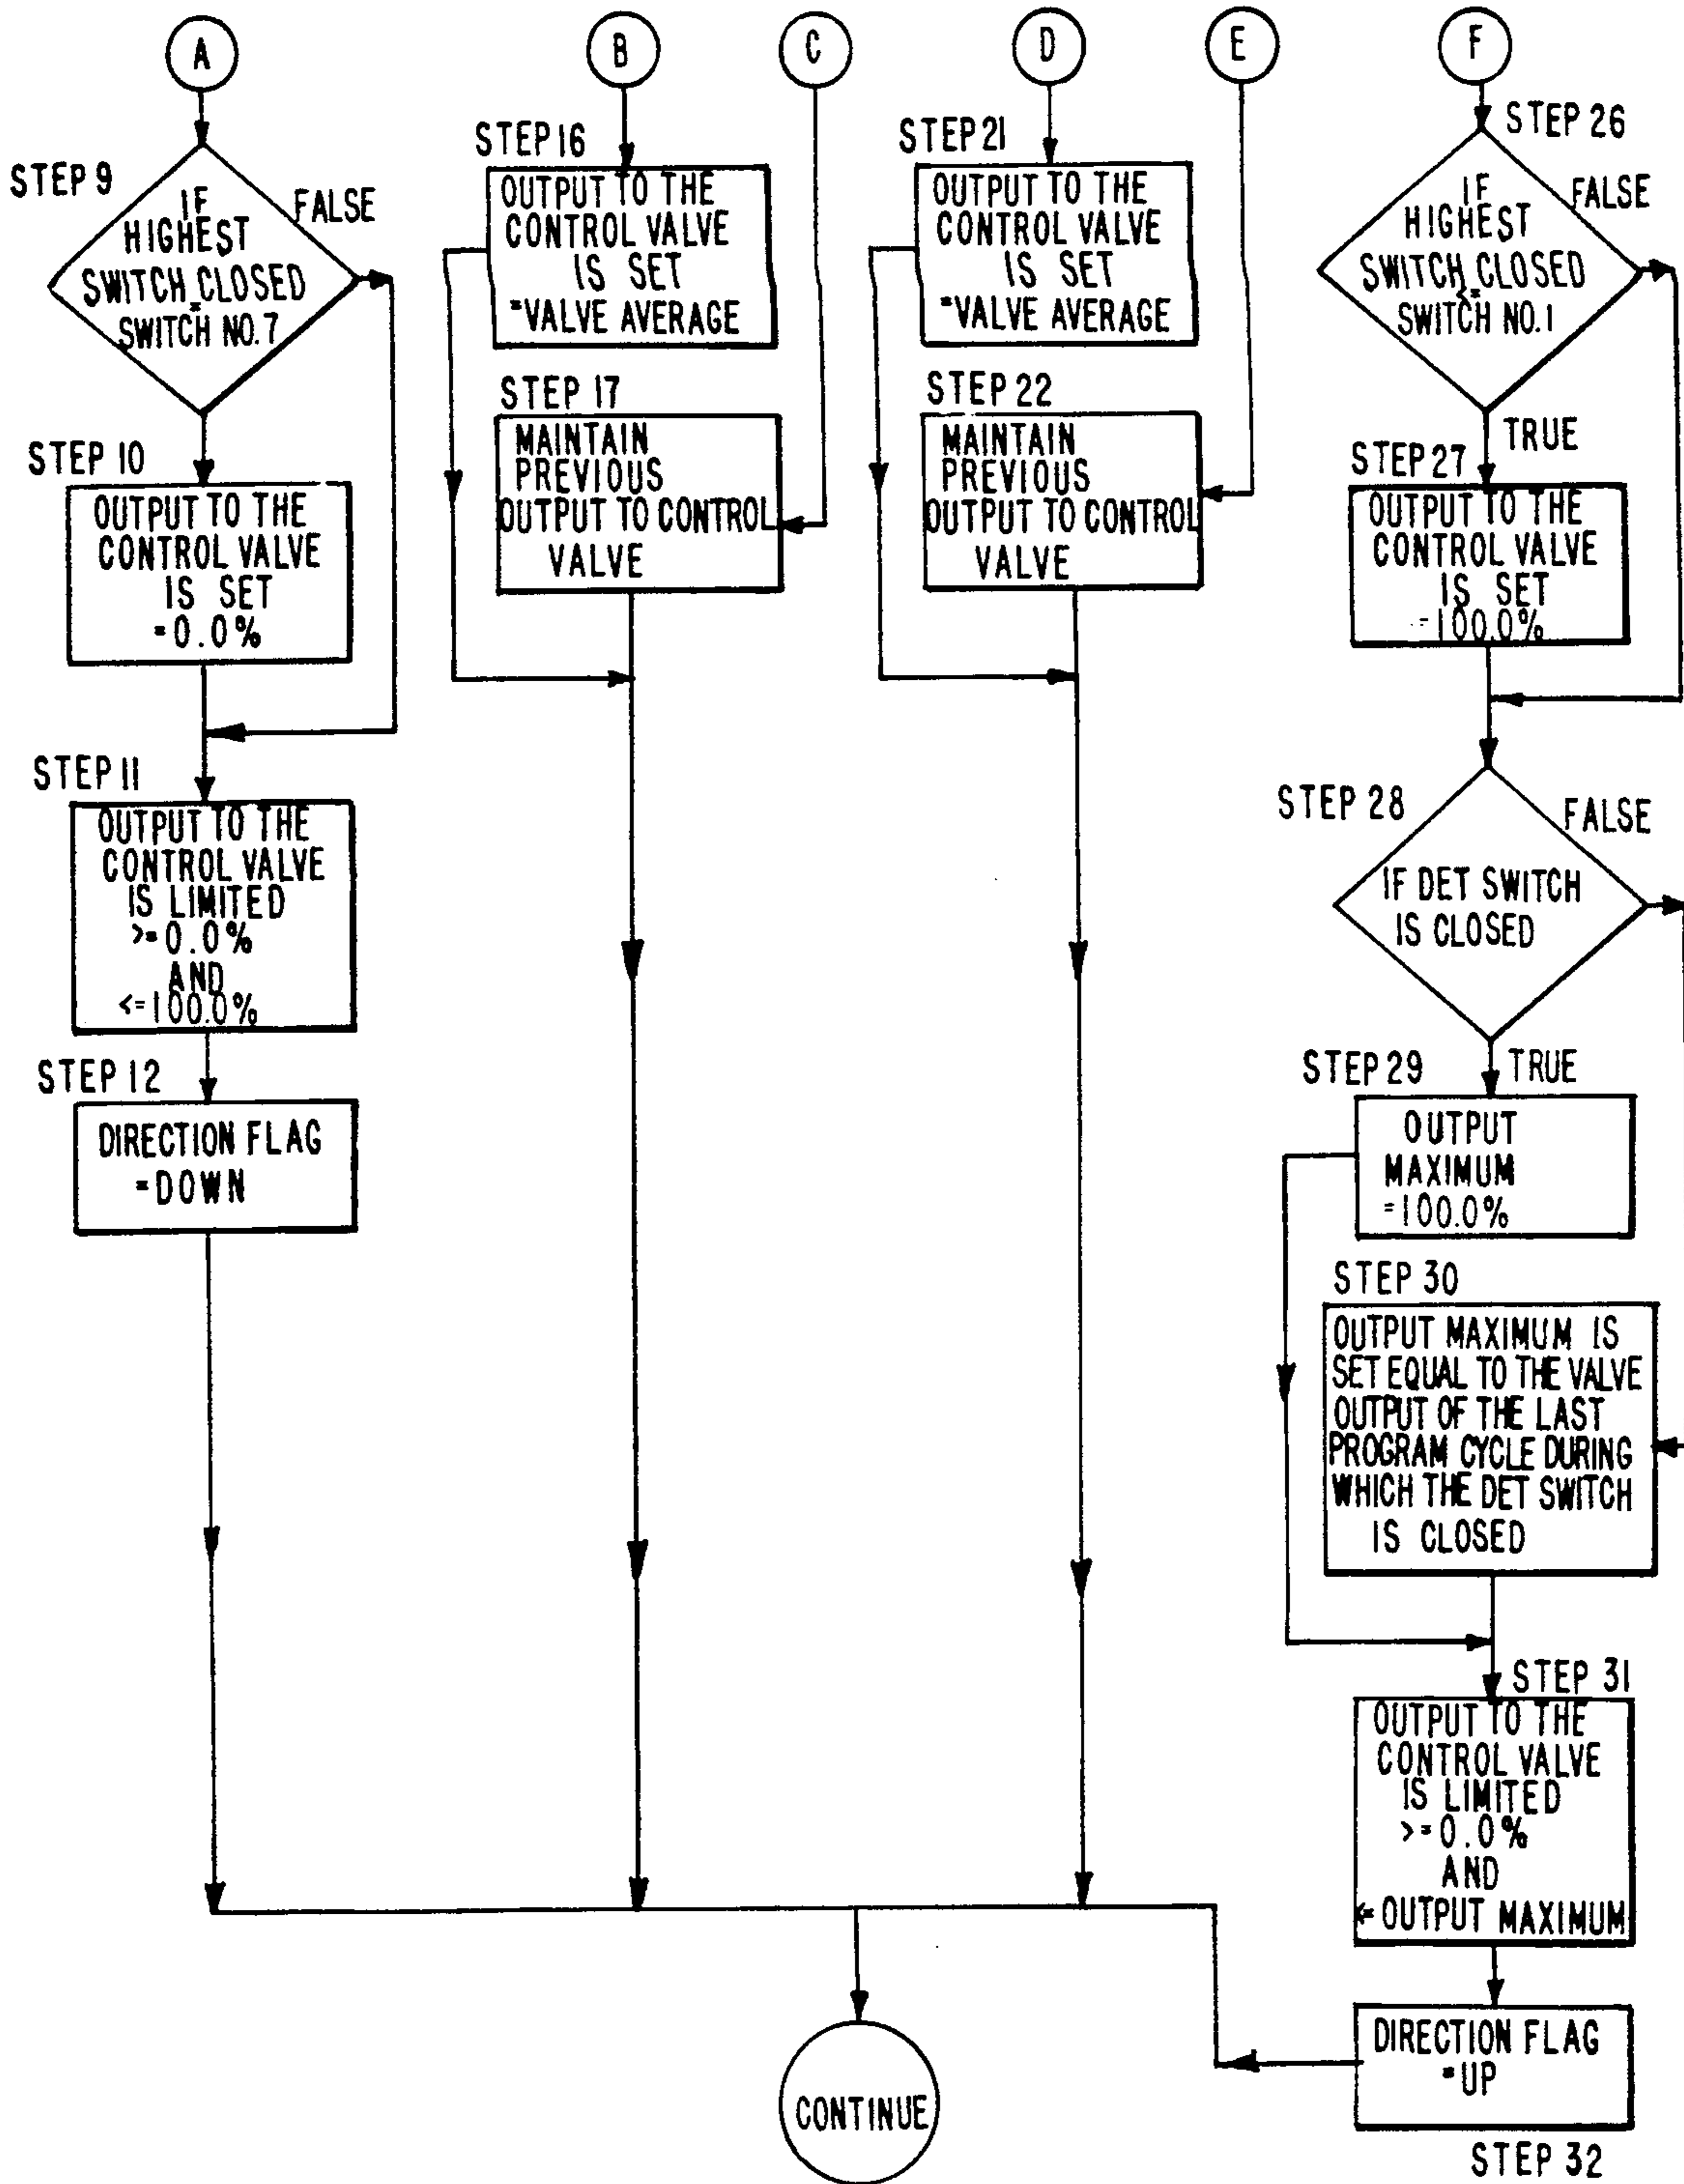 A
B
C
D
E
F
STEP 9
IF
HIGHEST
SWITCH CLOSED
=
SWITCH NO. 7
FALSE
STEP 10
OUTPUT TO THE
CONTROL VALVE
IS SET
=0.0%
STEP 11
OUTPUT TO THE
CONTROL VALVE
IS LIMITED
>=0.0%
AND
<=100.0%
STEP 12
DIRECTION FLAG
=DOWN
STEP 16
OUTPUT TO THE
CONTROL VALVE
IS SET
=VALVE AVERAGE
STEP 17
MAINTAIN
PREVIOUS
OUTPUT TO CONTROL
VALVE
STEP 21
OUTPUT TO THE
CONTROL VALVE
IS SET
=VALVE AVERAGE
STEP 22
MAINTAIN
PREVIOUS
OUTPUT TO CONTROL
VALVE
STEP 26
IF
HIGHEST
SWITCH CLOSED
<=
SWITCH NO. 1
FALSE
TRUE
STEP 27
OUTPUT TO THE
CONTROL VALVE
IS SET
=100.0%
STEP 28
IF DET SWITCH
IS CLOSED
FALSE
TRUE
STEP 29
OUTPUT
MAXIMUM
=100.0%
STEP 30
OUTPUT MAXIMUM IS
SET EQUAL TO THE VALVE
OUTPUT OF THE LAST
PROGRAM CYCLE DURING
WHICH THE DET SWITCH
IS CLOSED
STEP 31
OUTPUT TO THE
CONTROL VALVE
IS LIMITED
>=0.0%
AND
<= OUTPUT MAXIMUM
DIRECTION FLAG
=UP
STEP 32
CONTINUE